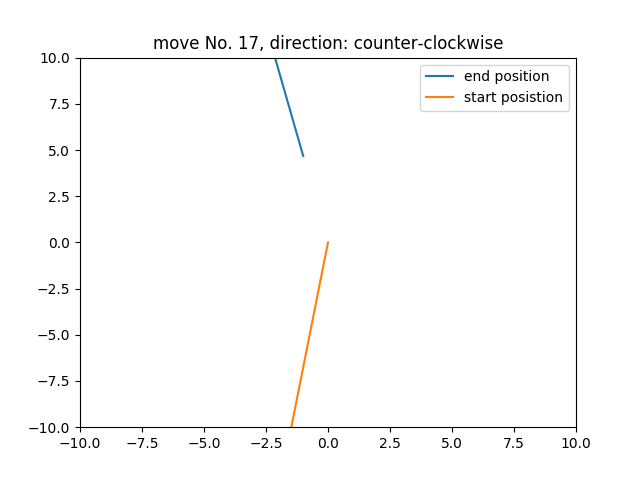 move No. 17, direction: counter-clockwise
end position
start posistion
10.0
7.5
5.0
2.5
0.0
−2.5
−5.0
−7.5
−10.0
−10.0 −7.5 −5.0 −2.5 0.0 2.5 5.0 7.5 10.0